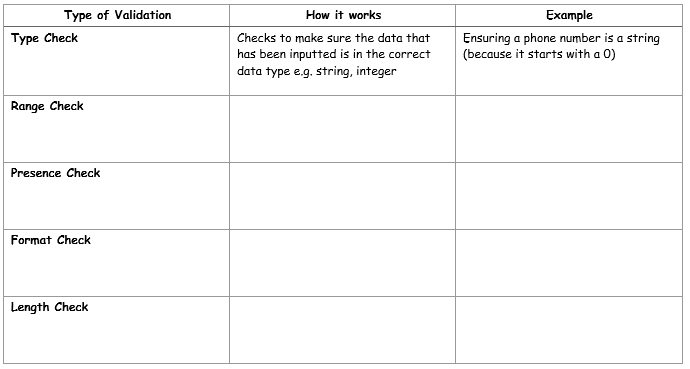 Type of Validation How it works Example
Type Check
Checks to make sure the data that
has been inputted is in the correct
data type e.g. string, integer
Ensuring a phone number is a string
(because it starts with a 0)
Range Check
Presence Check
Format Check
Length Check